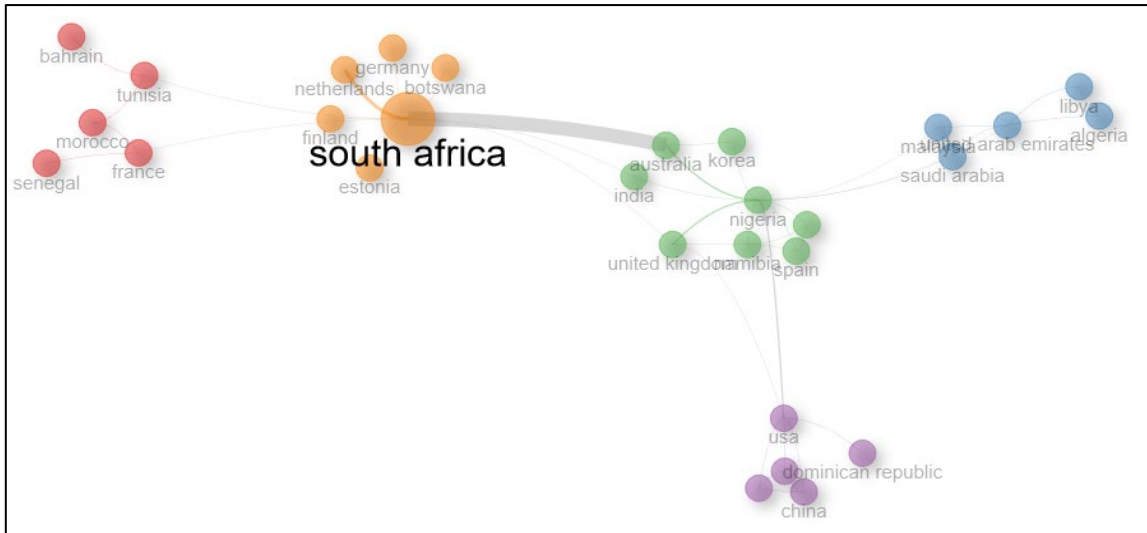 bahrain
tunisia
morocco
senegal
france
germany
netherlands
botswana
finland
south africa
estonia
australia
korea
india
nigeria
united kingdom
namibia
spain
libya
malaysia
united arab emirates
algeria
saudi arabia
usa
dominican republic
china